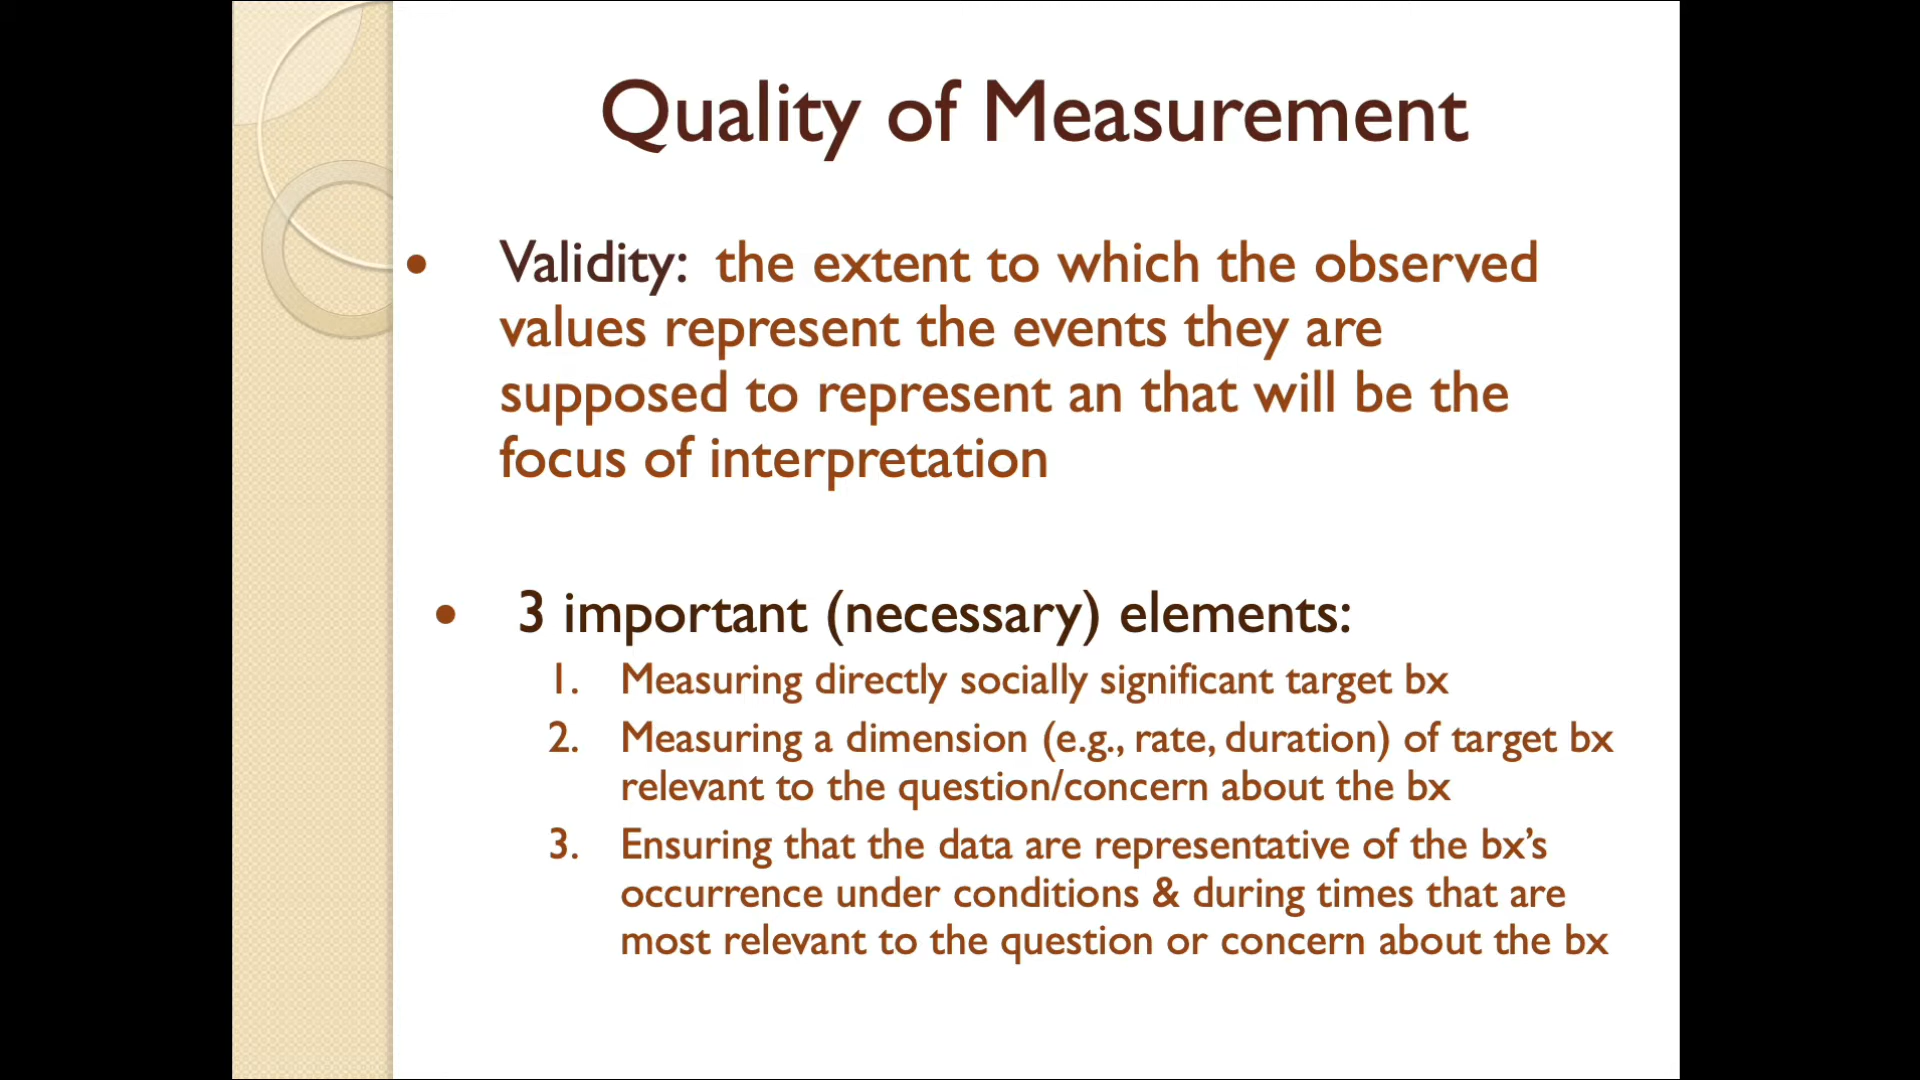 Quality of Measurement
• Validity:  the extent to which the observed
values represent the events they are
supposed to represent an that will be the
focus of interpretation
• 3 important (necessary) elements:
1. Measuring directly socially significant target bx
2. Measuring a dimension (e.g., rate, duration) of target bx
relevant to the question/concern about the bx
3. Ensuring that the data are representative of the bx’s
occurrence under conditions & during times that are
most relevant to the question or concern about the bx